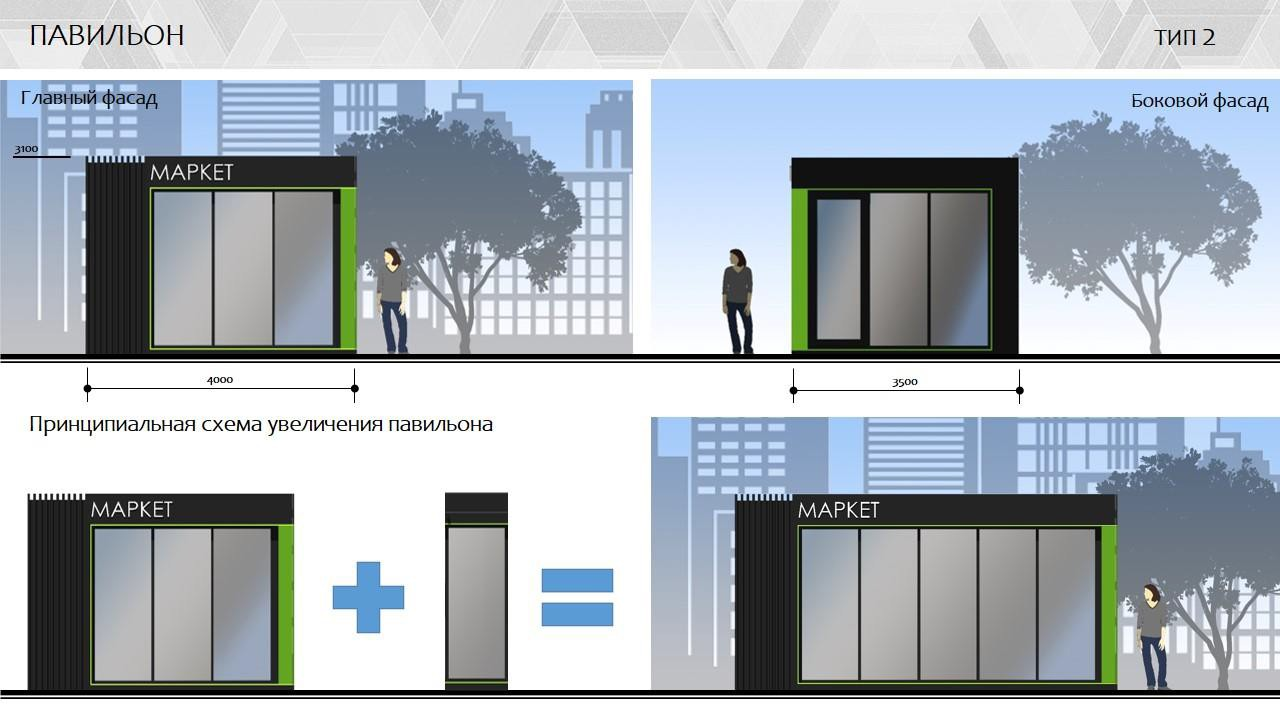 ПАВИЛЬОН
ТИП 2
Главный фасад
Боковой фасад
3100
МАРКЕТ
4000
3500
Принципиальная схема увеличения павильона
МАРКЕТ
МАРКЕТ